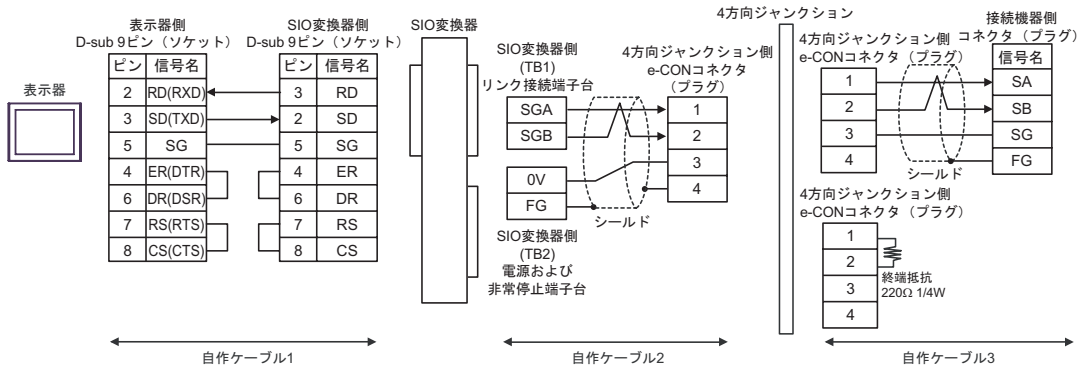 表示器
表示器側
D-sub 9ピン（ソケット）
ピン 信号名
2 RD(RXD)
3 SD(TXD)
5 SG
4 ER(DTR)
6 DR(DSR)
7 RS(RTS)
8 CS(CTS)
SIO変換器側
D-sub 9ピン（ソケット）
ピン 信号名
3 RD
2 SD
5 SG
4 ER
6 DR
7 RS
8 CS
自作ケーブル1
SIO変換器
SIO変換器側
(TB1)
リンク接続端子台
SGA
SGB
0V
FG
SIO変換器側
(TB2)
電源および
非常停止端子台
シールド
4方向ジャンクション側
e-CONコネクタ
（プラグ）
1
2
3
4
自作ケーブル2
4方向ジャンクション
4方向ジャンクション側
e-CONコネクタ（プラグ）
1
2
3
4
シールド
接続機器側
コネクタ（プラグ）
信号名
SA
SB
SG
FG
4方向ジャンクション側
e-CONコネクタ（プラグ）
1
2
3
4
終端抵抗
220Ω 1/4W
自作ケーブル3